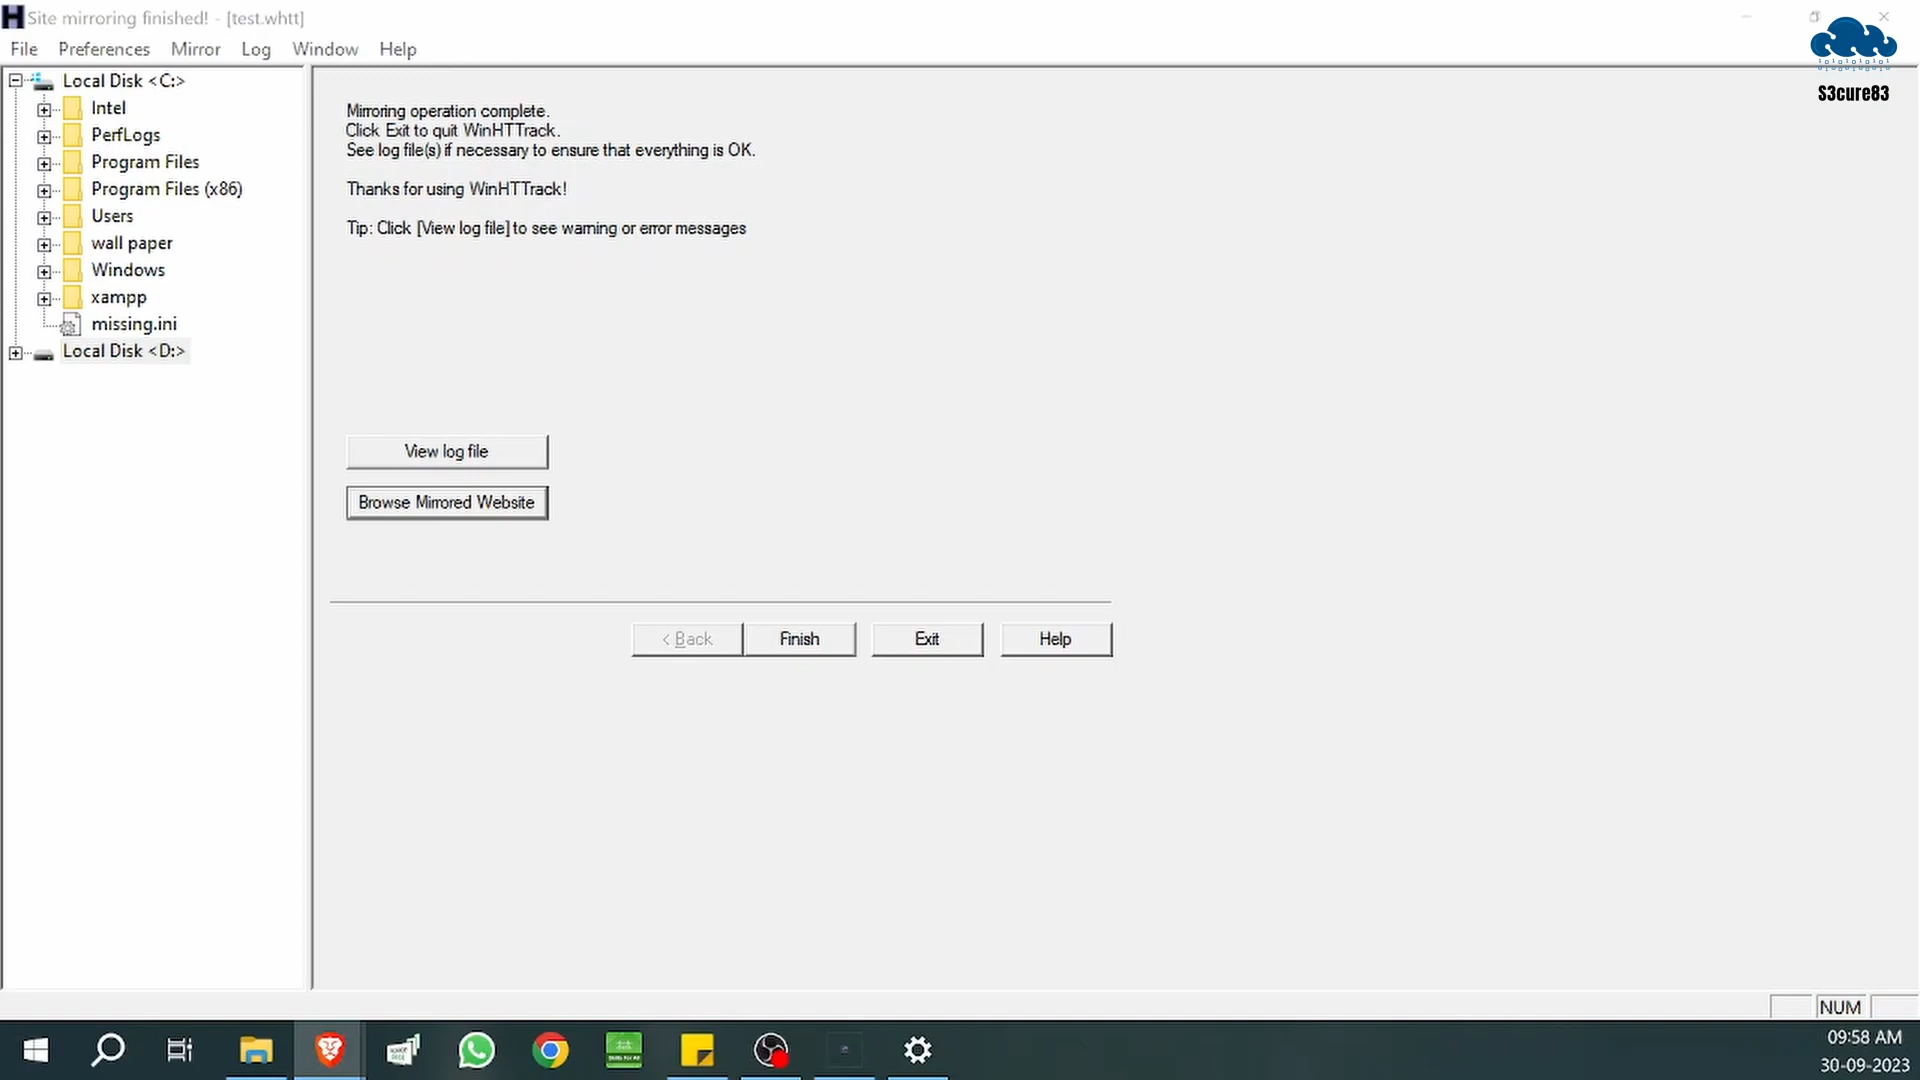 Site mirroring finished! - [test.whtt]
File Preferences Mirror Log Window Help
S3cure83
Local Disk <C:>
Intel
PerfLogs
Program Files
Program Files (x86)
Users
wall paper
Windows
xampp
missing.ini
Local Disk <D:>
Mirroring operation complete.
Click Exit to quit WinHTTrack.
See log file(s) if necessary to ensure that everything is OK.
Thanks for using WinHTTrack!
Tip: Click [View log file] to see warning or error messages
View log file
Browse Mirrored Website
< Back Finish Exit Help
NUM
09:58 AM
30-09-2023